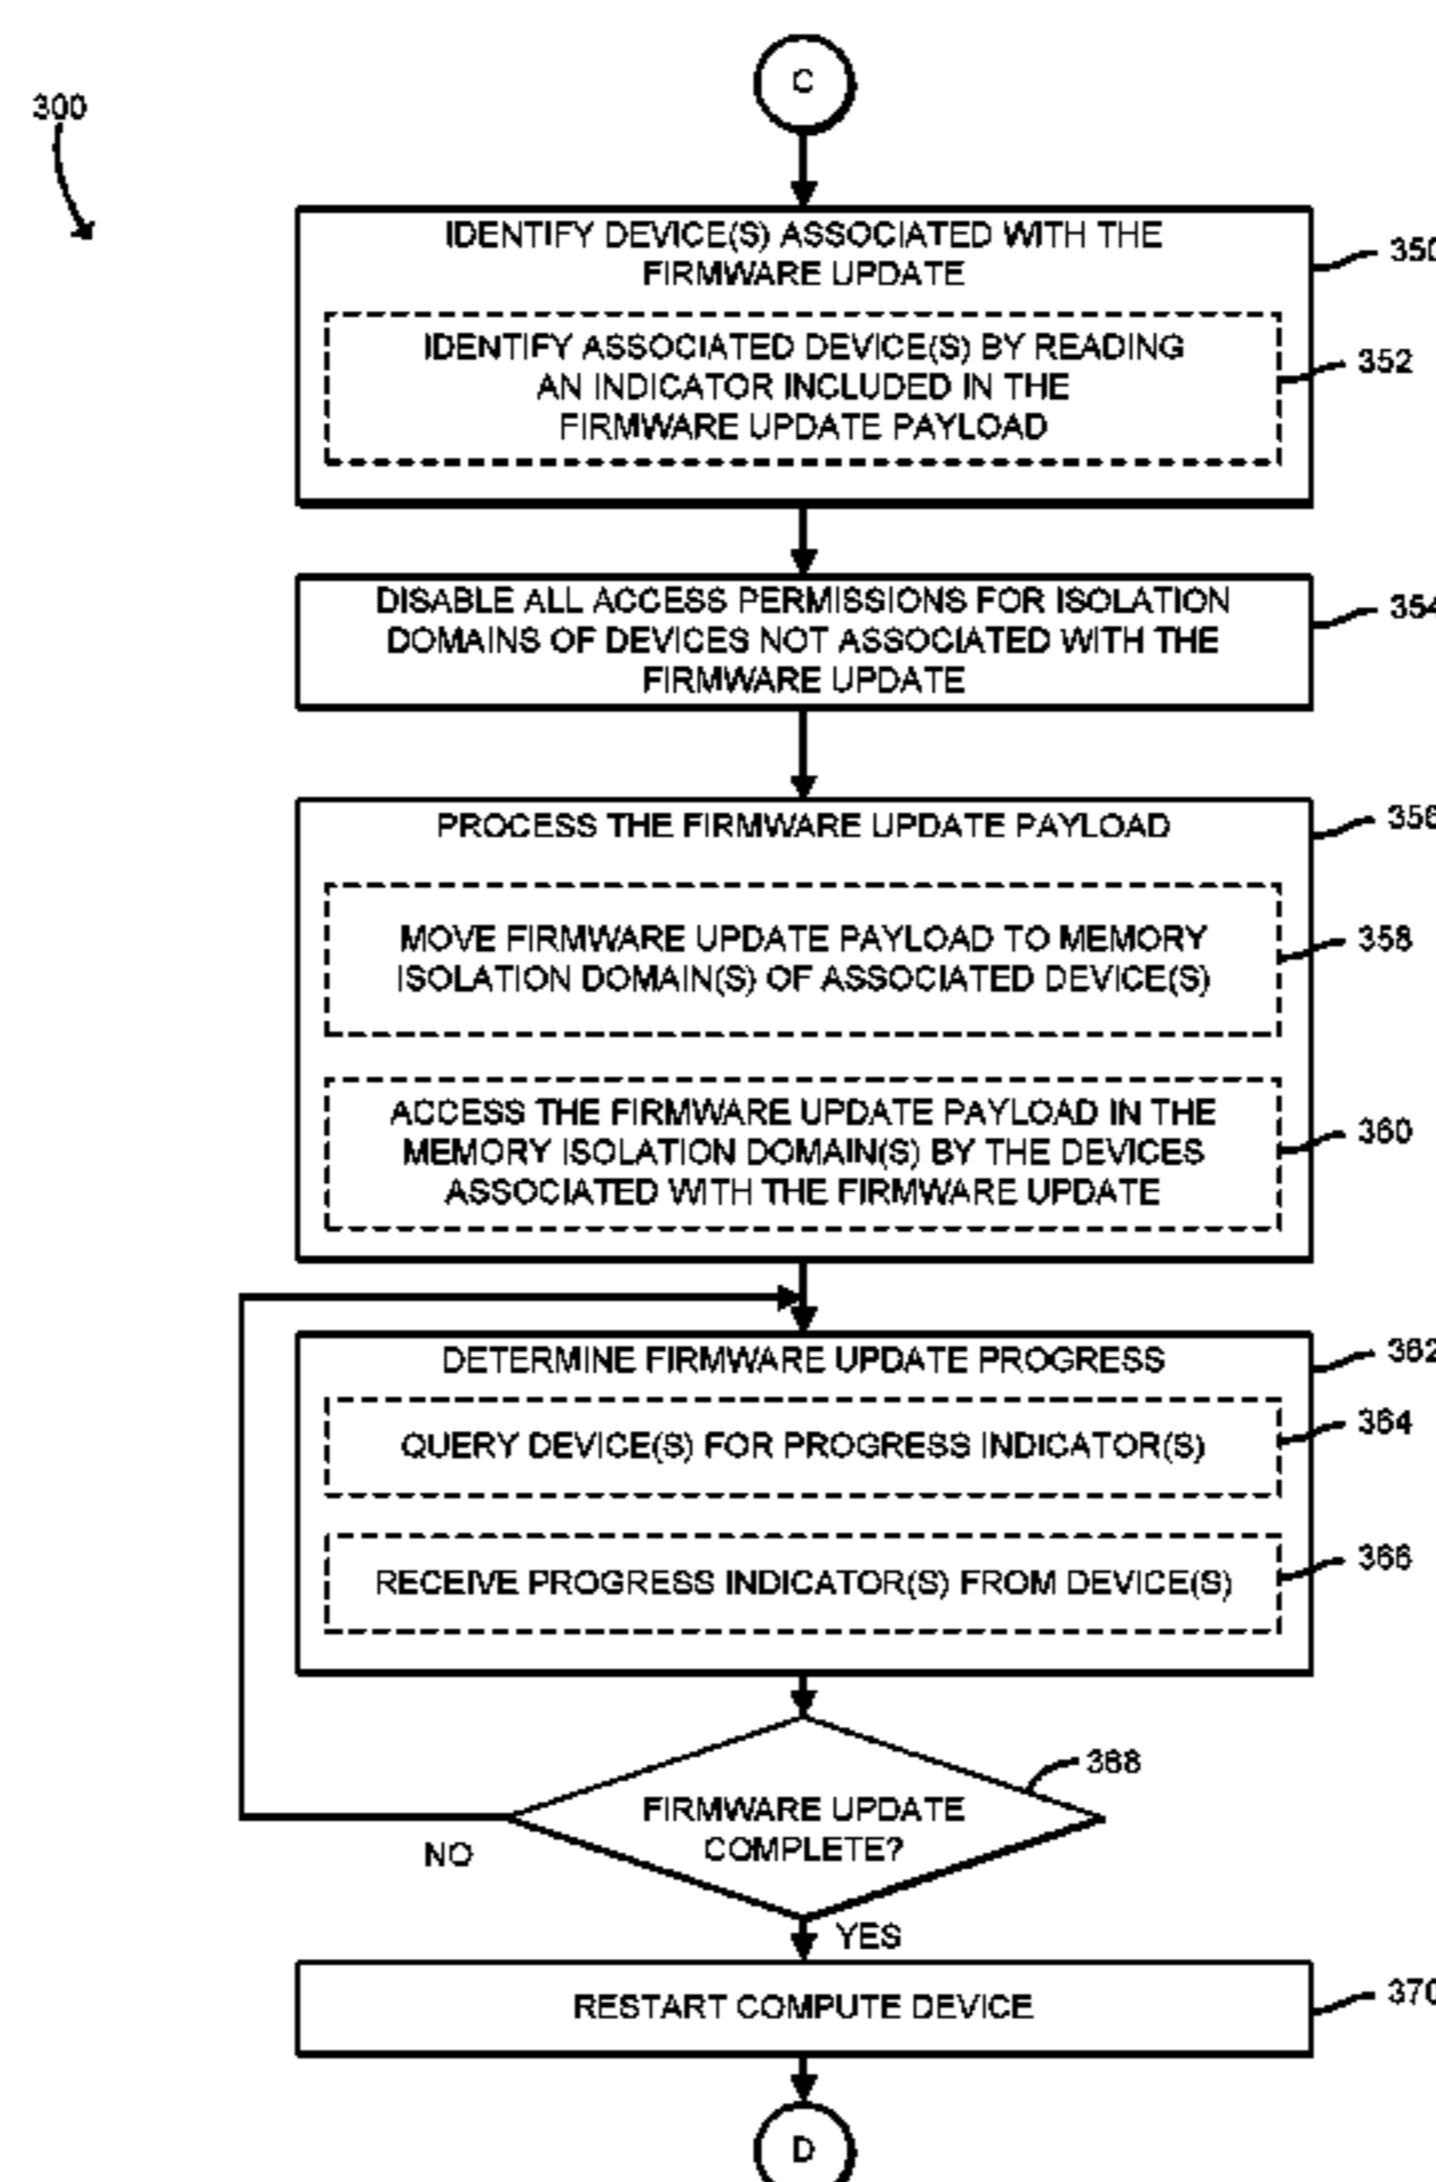 C
300
IDENTIFY DEVICE(S) ASSOCIATED WITH THE
FIRMWARE UPDATE
350
IDENTIFY ASSOCIATED DEVICE(S) BY READING
AN INDICATOR INCLUDED IN THE
FIRMWARE UPDATE PAYLOAD
352
DISABLE ALL ACCESS PERMISSIONS FOR ISOLATION
DOMAINS OF DEVICES NOT ASSOCIATED WITH THE
FIRMWARE UPDATE
354
PROCESS THE FIRMWARE UPDATE PAYLOAD
356
MOVE FIRMWARE UPDATE PAYLOAD TO MEMORY
ISOLATION DOMAIN(S) OF ASSOCIATED DEVICE(S)
358
ACCESS THE FIRMWARE UPDATE PAYLOAD IN THE
MEMORY ISOLATION DOMAIN(S) BY THE DEVICES
ASSOCIATED WITH THE FIRMWARE UPDATE
360
DETERMINE FIRMWARE UPDATE PROGRESS
362
QUERY DEVICE(S) FOR PROGRESS INDICATOR(S)
364
RECEIVE PROGRESS INDICATOR(S) FROM DEVICE(S)
366
368
FIRMWARE UPDATE
COMPLETE?
NO
YES
RESTART COMPUTE DEVICE
370
D